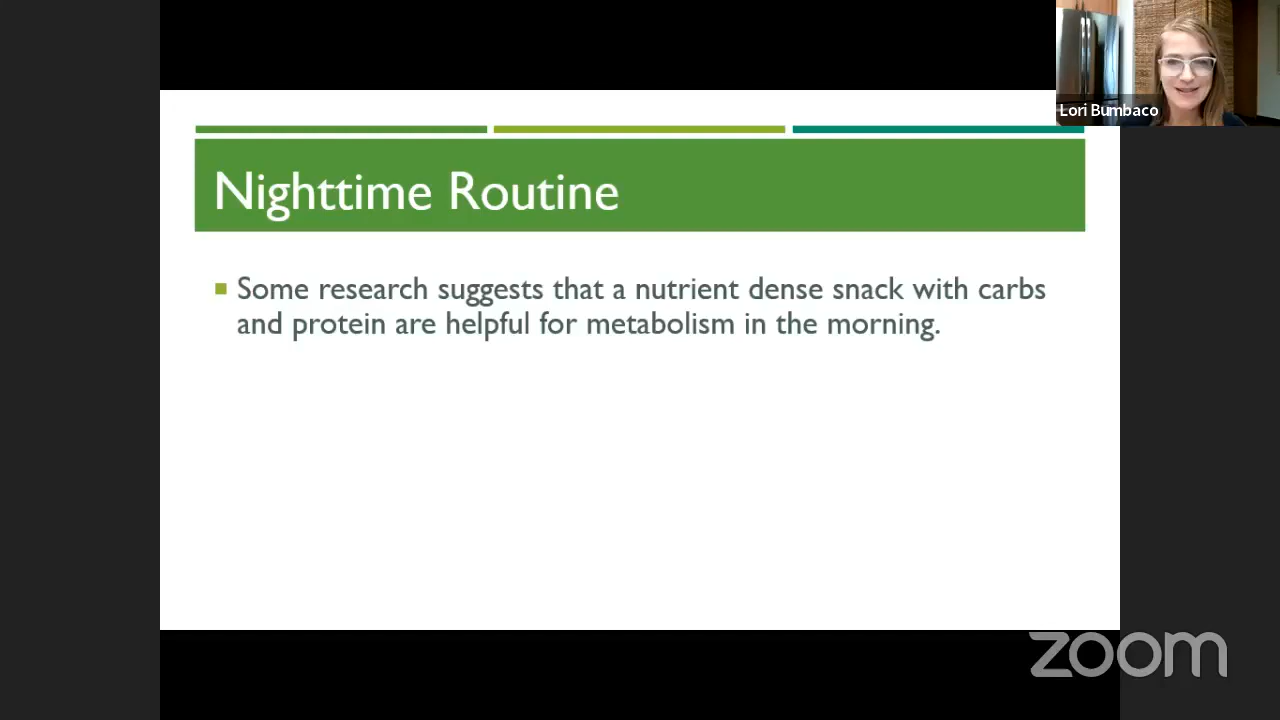 Lori Bumbaco
Nighttime Routine
Some research suggests that a nutrient dense snack with carbs
and protein are helpful for metabolism in the morning.
zoom